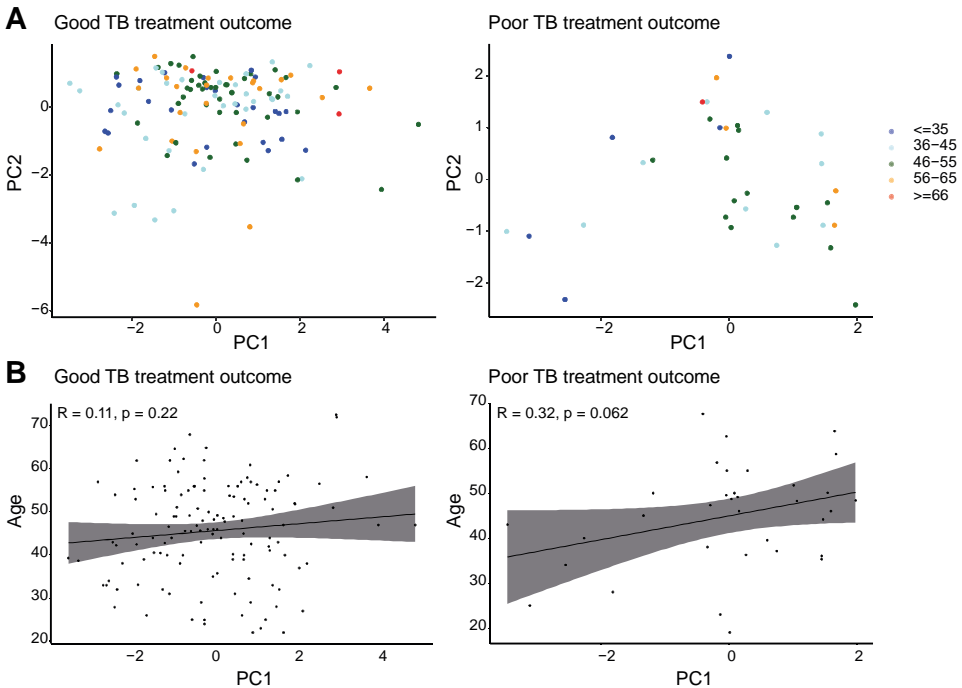 A
Good TB treatment outcome
Poor TB treatment outcome
PC2
0
−2
−4
−6
−2
0
2
4
PC1
PC2
2
1
0
−1
−2
−2
0
2
PC1
<=35
36−45
46−55
56−65
>=66
B
Good TB treatment outcome
Poor TB treatment outcome
R = 0.11, p = 0.22
Age
70
60
50
40
30
20
−2
0
2
4
PC1
R = 0.32, p = 0.062
Age
70
60
50
40
30
20
−2
0
2
PC1